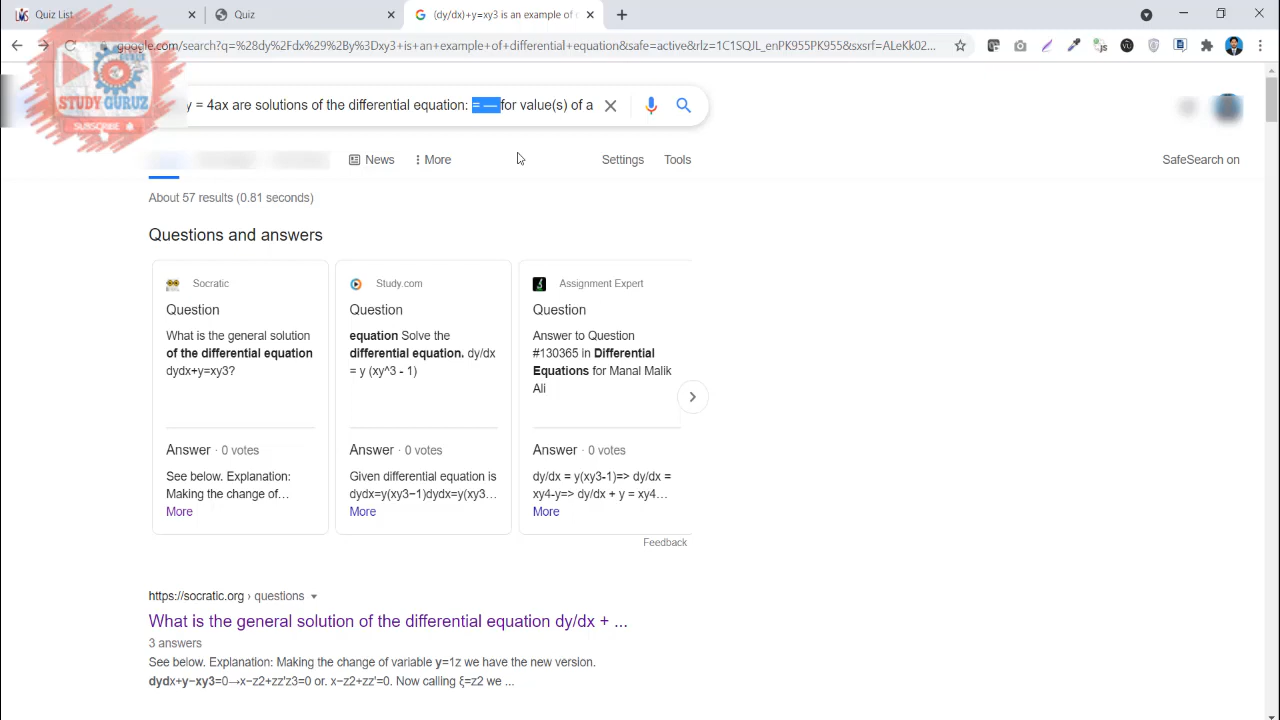 Quiz List
Quiz
(dy/dx)+y=xy3 is an example of
google.com/search?q=%28dy%2Fdx%29%2By%3Dxy3+is+an+example+of+different+equation&safe=active&rlz=1C1SQJL_enPK955PK955&sxsrf=ALeKk02...
STUDY GURUZ
SUBSCRIBE
y = 4ax are solutions of the differential equation: = — for value(s) of a
News
More
Settings
Tools
SafeSearch on
About 57 results (0.81 seconds)
Questions and answers
Socratic
Question
What is the general solution
of the differential equation
dydx+y=xy3?
Answer · 0 votes
See below. Explanation:
Making the change of…
More
Study.com
Question
equation Solve the
differential equation. dy/dx
= y (xy^3 - 1)
Answer · 0 votes
Given differential equation is
dydx=y(xy3−1)dydx=y(xy3…
More
Assignment Expert
Question
Answer to Question
#130365 in Differential
Equations for Manal Malik
Ali
Answer · 0 votes
dy/dx = y(xy3-1)=> dy/dx =
xy4-y=> dy/dx + y = xy4…
More
Feedback
https://socratic.org › questions
What is the general solution of the differential equation dy/dx + ...
3 answers
See below. Explanation: Making the change of variable y=1z we have the new version.
dydx+y−xy3=0→x−z2+zz'z3=0 or. x−z2+zz'=0. Now calling ξ=z2 we ...